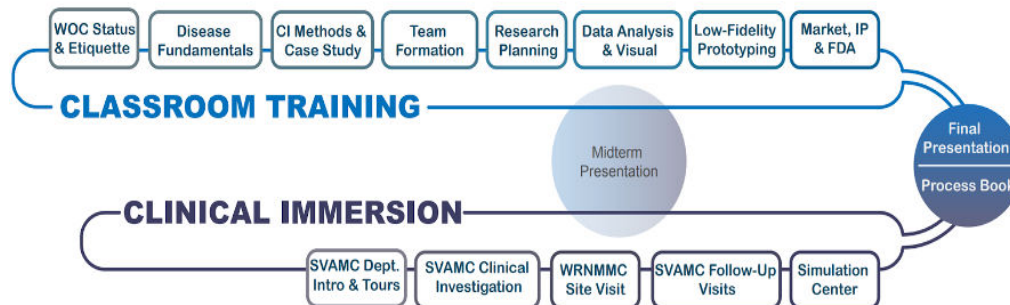 WOC Status
& Etiquette
Disease
Fundamentals
CI Methods &
Case Study
Team
Formation
Research
Planning
Data Analysis
& Visual
Low-Fidelity
Prototyping
Market, IP
& FDA
CLASSROOM TRAINING
Midterm
Presentation
Final
Presentation
Process Book
CLINICAL IMMERSION
SVAMC Dept.
Intro & Tours
SVAMC Clinical
Investigation
WRNMMC
Site Visit
SVAMC Follow-Up
Visits
Simulation
Center